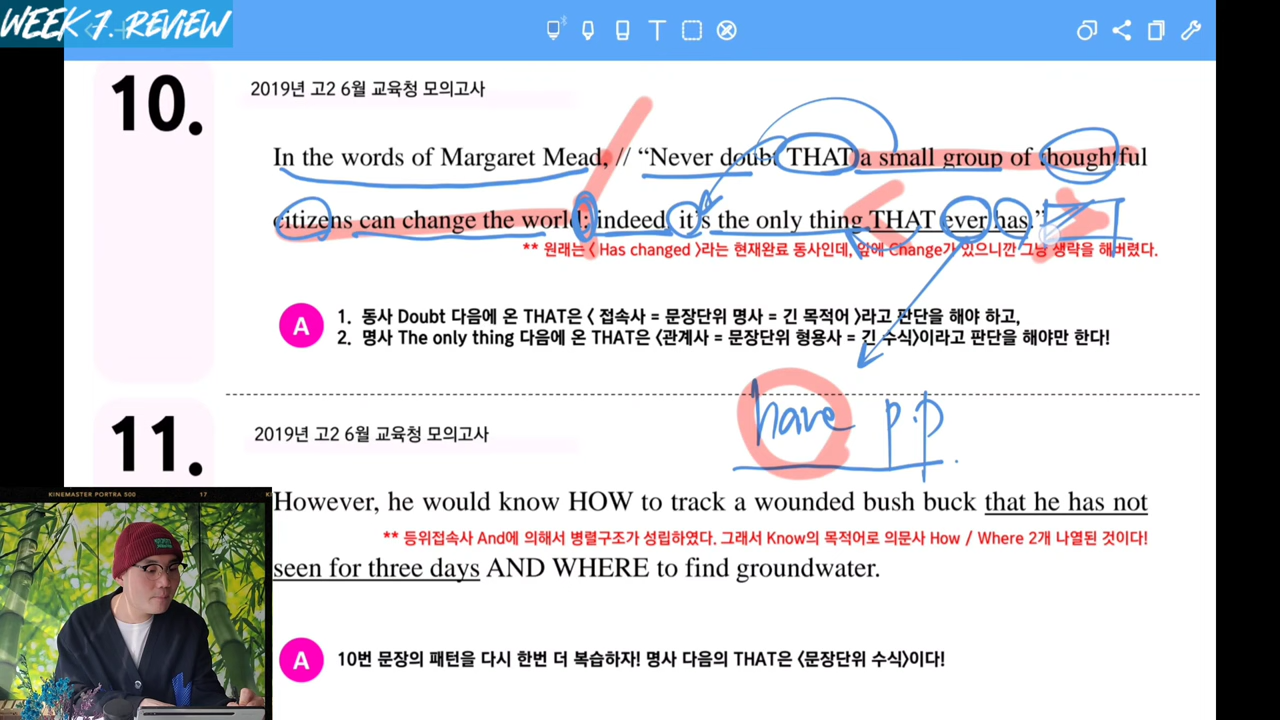 WEEK 7. REVIEW
T
10.
2019년 고2 6월 교육청 모의고사
In the words of Margaret Mead, // “Never doubt THAT a small group of thoughtful
citizens can change the world; indeed, it's the only thing THAT ever has.”
** 원래는 〈 Has changed 〉라는 현재완료 동사인데, 앞에 Change가 있으니깐 그냥 생략을 해버렸다.
A
1. 동사 Doubt 다음에 온 THAT은 〈 접속사 = 문장단위 명사 = 긴 목적어 〉라고 판단을 해야 하고,
2. 명사 The only thing 다음에 온 THAT은 〈관계사 = 문장단위 형용사 = 긴 수식〉이라고 판단을 해야만 한다!
have p.p.
11.
2019년 고2 6월 교육청 모의고사
KINEMASTER PORTRA 500 17
However, he would know HOW to track a wounded bush buck that he has not
** 등위접속사 And에 의해서 병렬구조가 성립하였다. 그래서 Know의 목적어로 의문사 How / Where 2개 나열된 것이다!
seen for three days AND WHERE to find groundwater.
A
10번 문장의 패턴을 다시 한번 더 복습하자! 명사 다음의 THAT은 〈문장단위 수식〉이다!